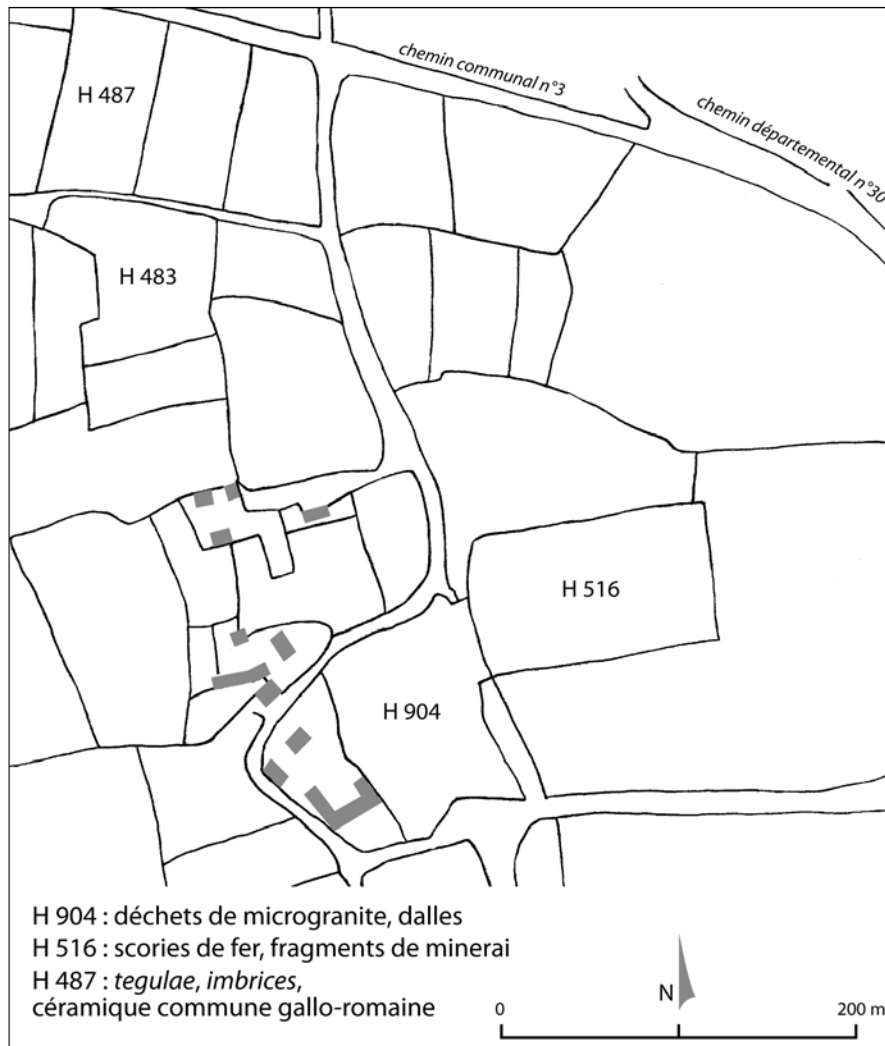 chemin communal n°3
chemin départemental n°30
H 487
H 483
H 516
H 904
H 904 : déchets de microgranite, dalles
H 516 : scories de fer, fragments de minerai
H 487 : tegulae, imbrices,
céramique commune gallo-romaine
N
0 200 m